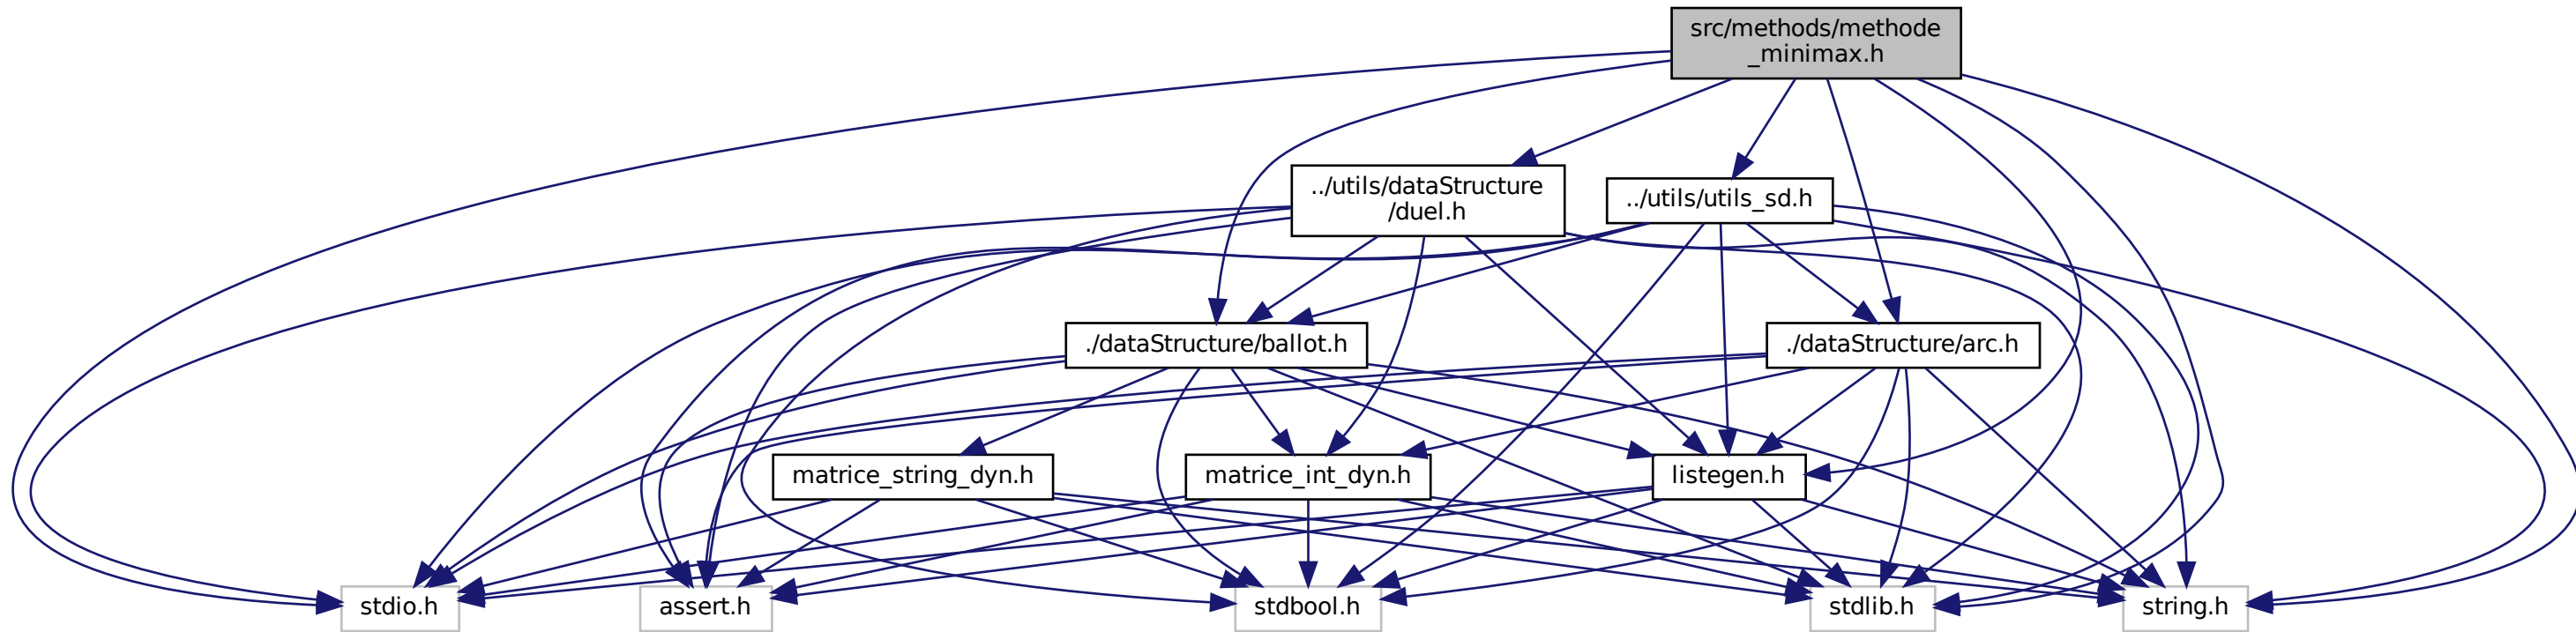 src/methods/methode
_minimax.h
../utils/dataStructure
/duel.h
../utils/utils_sd.h
./dataStructure/ballot.h
./dataStructure/arc.h
matrice_string_dyn.h
matrice_int_dyn.h
listegen.h
stdio.h
assert.h
stdbool.h
stdlib.h
string.h